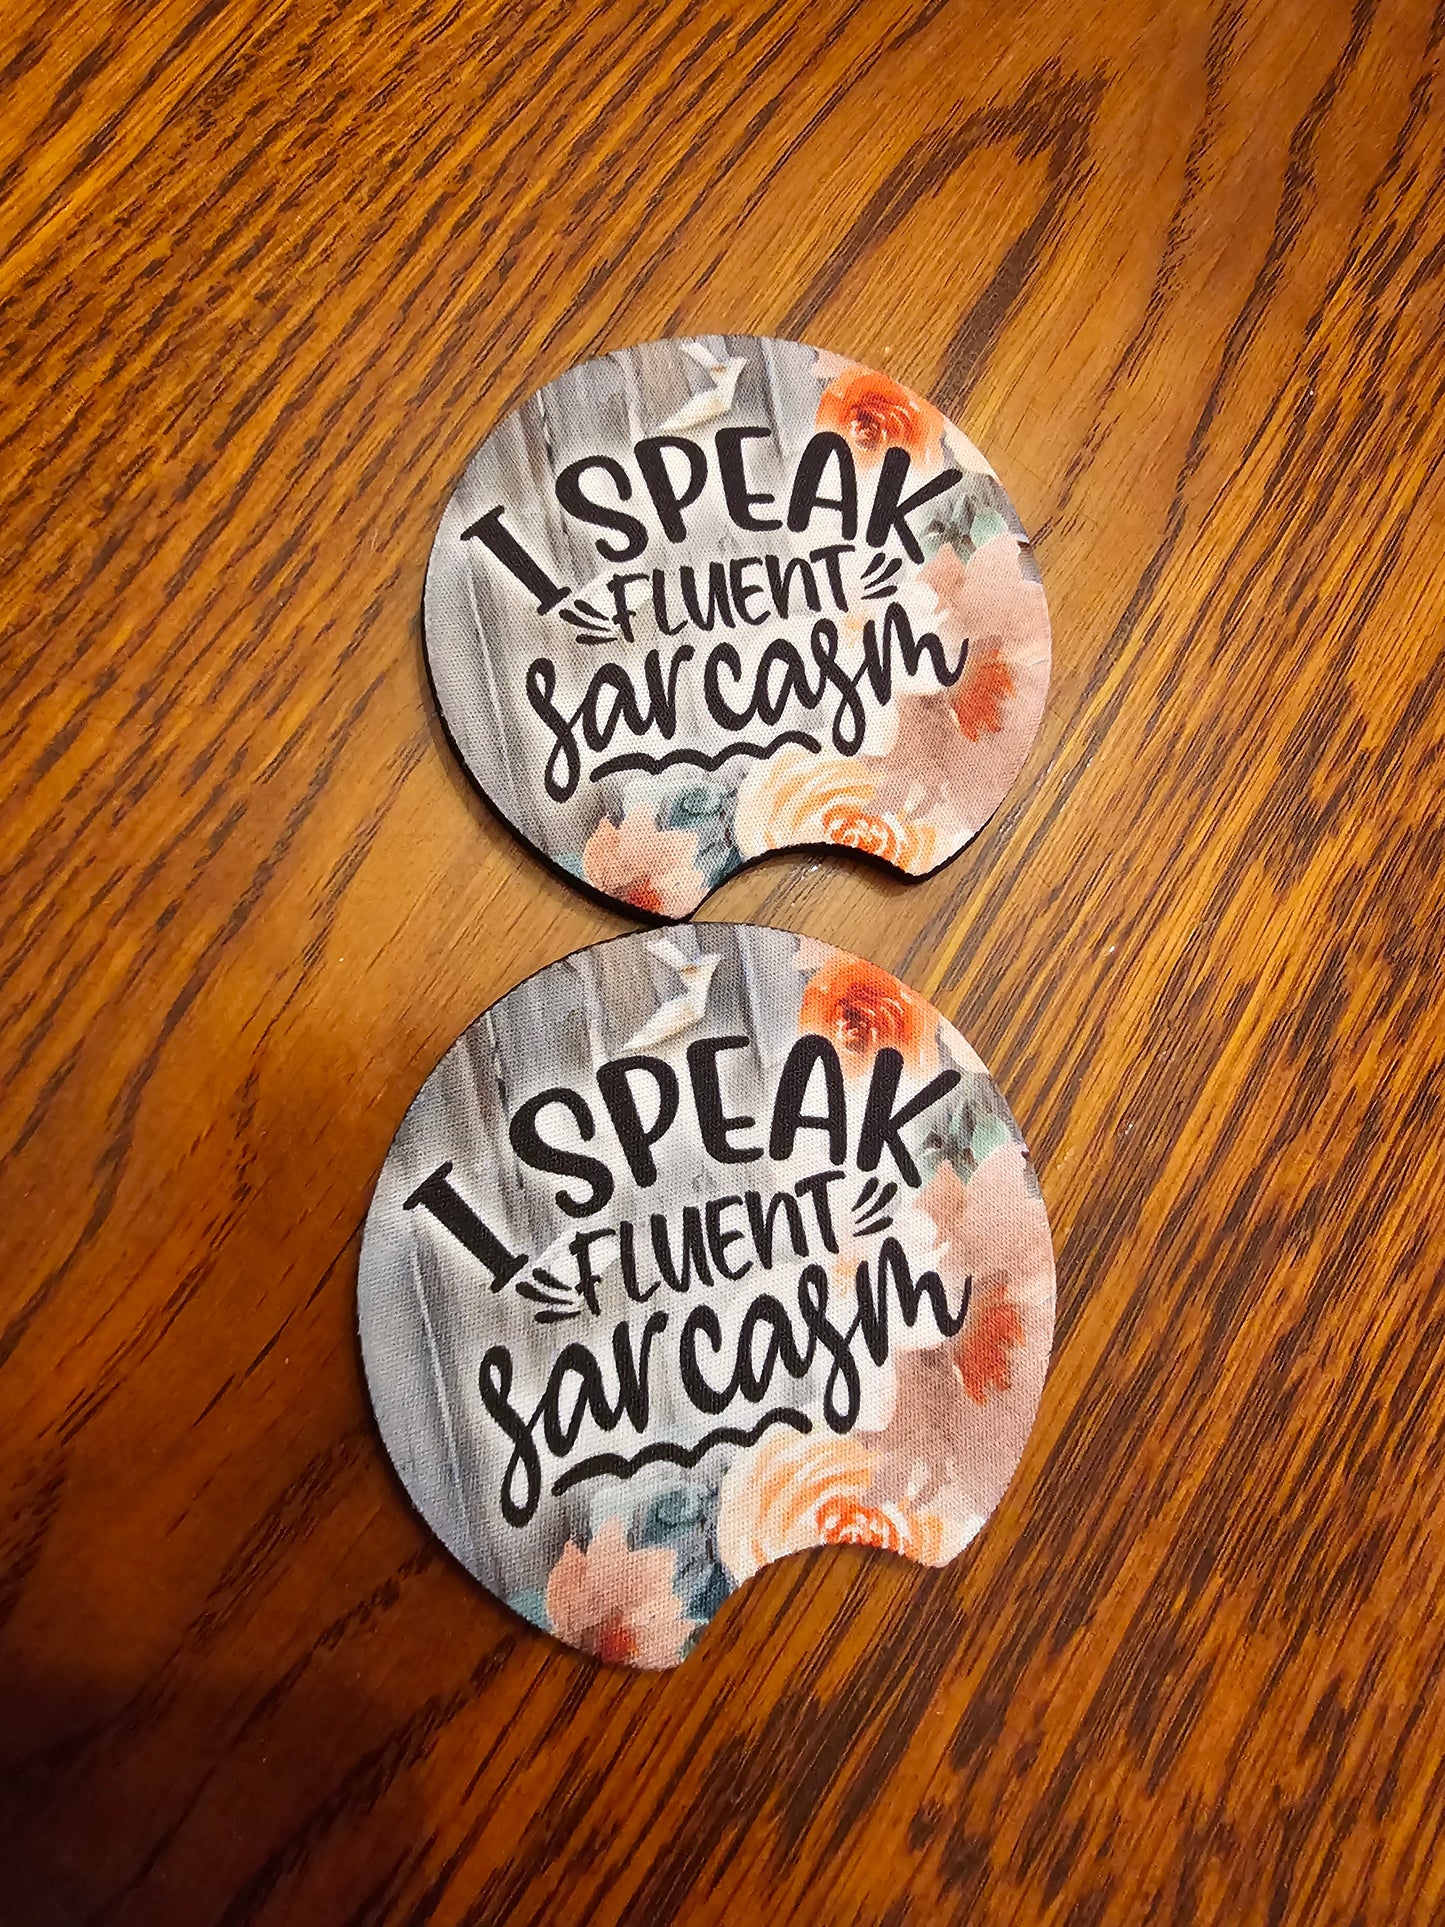 I SPEAK
FLUENT
sarcasm
I SPEAK
FLUENT
sarcasm